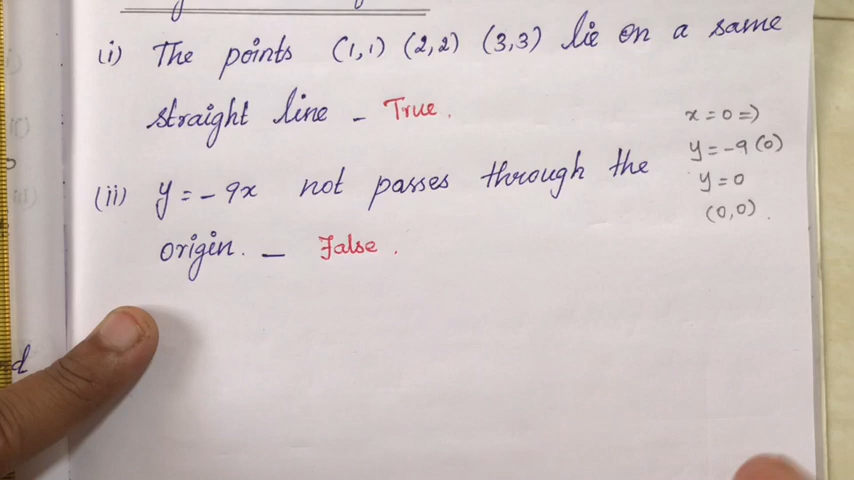 (i) The points (1,1) (2,2) (3,3) lie on a same
straight line - True.
(ii) y = - 9x not passes through the
origin. - False.
x = 0 =)
y = -9 (0)
y = 0
(0,0).